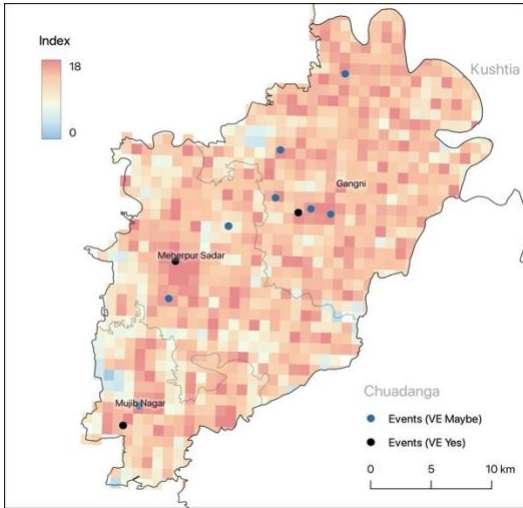 Index
18
0
Kushtia
Gangni
Meherpur Sadar
Mujib Nagar
Chuadanga
Events (VE Maybe)
Events (VE Yes)
0 5 10 km